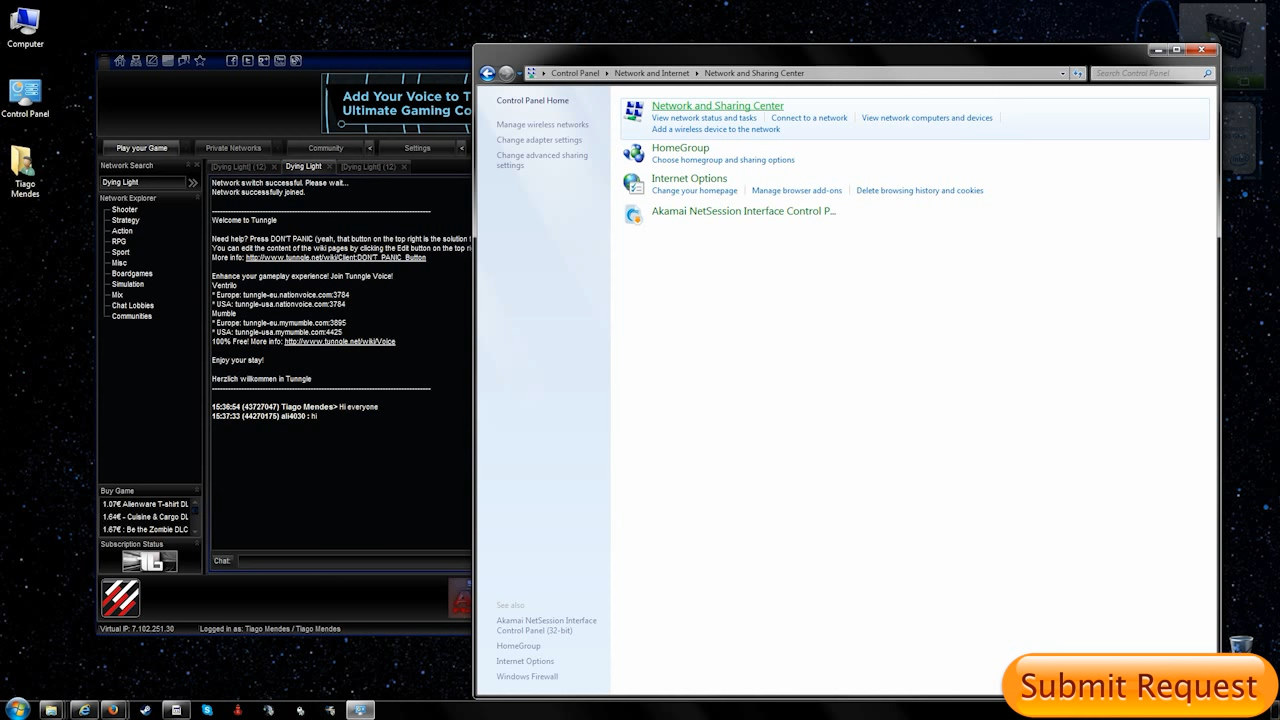 Computer
Control Panel
Tiago
Mendes
Add Your Voice to T
Ultimate Gaming Co
Play your Game
Private Networks
Community
Settings
Network Search
Dying Light
Network Explorer
Shooter
Strategy
Action
RPG
Sport
Misc
Boardgames
Simulation
Mix
Chat Lobbies
Communities
Buy Game
1.07€ Alienware T-shirt DL
1.64€ - Cuisine & Cargo DL
1.67€ : Be the Zombie DLC
Subscription Status
[Dying Light] (12)
Dying Light
[Dying Light] (12)
Network switch successful. Please wait...
Network successfully joined.
Welcome to Tunngle
Need help? Press DON'T PANIC (yeah, that button on the top right is the solution t
You can edit the content of the wiki pages by clicking the Edit button on the top ri
More info: http://www.tunngle.net/wiki/Client:DON'T_PANIC_Button
Enhance your gameplay experience! Join Tunngle Voice!
Ventrilo
* Europe: tunngle-eu.nationvoice.com:3784
* USA: tunngle-usa.nationvoice.com:3784
Mumble
* Europe: tunngle-eu.mymumble.com:3895
* USA: tunngle-usa.mymumble.com:4425
100% Free! More info: http://www.tunngle.net/wiki/Voice
Enjoy your stay!
Herzlich willkommen in Tunngle
15:36:54 (43727047) Tiago Mendes> Hi everyone
15:37:33 (44270175) ali4030 : hi
Chat:
Virtual IP: 7.102.251.30
Logged in as: Tiago Mendes / Tiago Mendes
Control Panel
Network and Internet
Network and Sharing Center
Search Control Panel
Control Panel Home
Manage wireless networks
Change adapter settings
Change advanced sharing
settings
See also
Akamai NetSession Interface
Control Panel (32-bit)
HomeGroup
Internet Options
Windows Firewall
Network and Sharing Center
View network status and tasks
Connect to a network
View network computers and devices
Add a wireless device to the network
HomeGroup
Choose homegroup and sharing options
Internet Options
Change your homepage
Manage browser add-ons
Delete browsing history and cookies
Akamai NetSession Interface Control P...
Submit Request